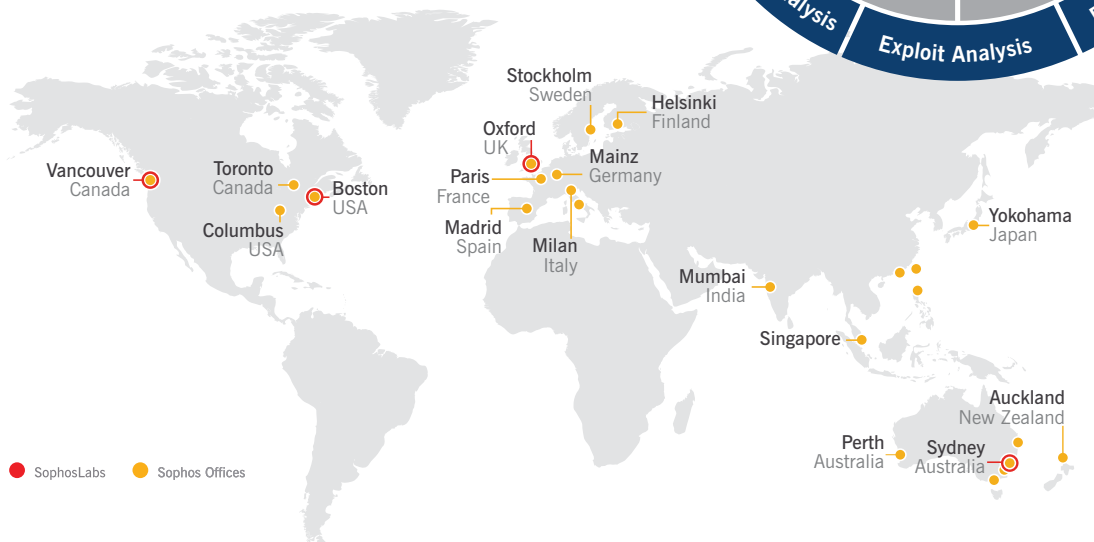 alysis
Exploit Analysis
Stockholm
Sweden
Helsinki
Finland
Oxford
UK
Mainz
Germany
Vancouver
Canada
Toronto
Canada
Boston
USA
Paris
France
Columbus
USA
Madrid
Spain
Milan
Italy
Yokohama
Japan
Mumbai
India
Singapore
Auckland
New Zealand
Perth
Australia
Sydney
Australia
SophosLabs
Sophos Offices